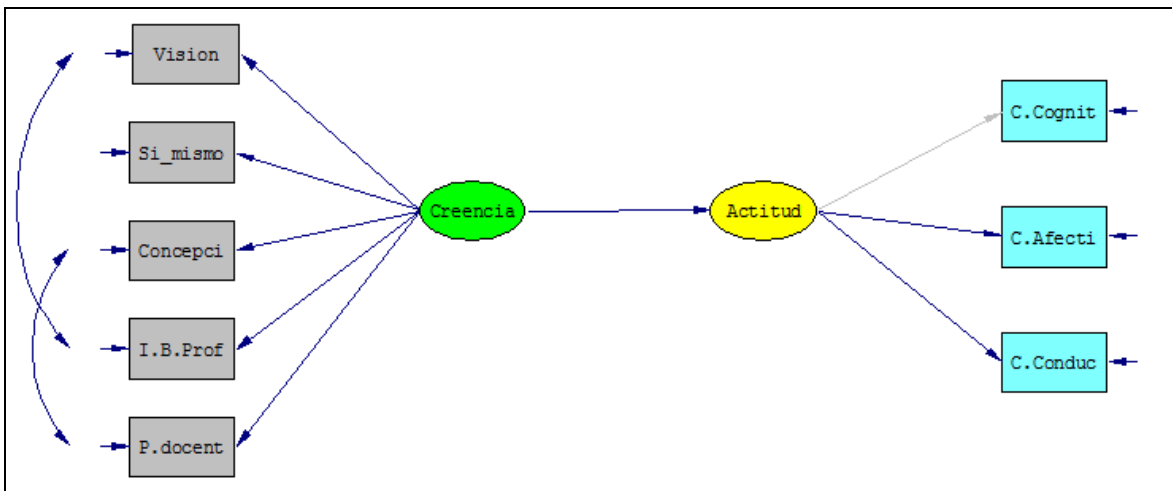 Vision
Si_mismo
Concepci
I.B.Prof
P.docent
Creencia
Actitud
C.Cognit
C.Afecti
C.Conduc